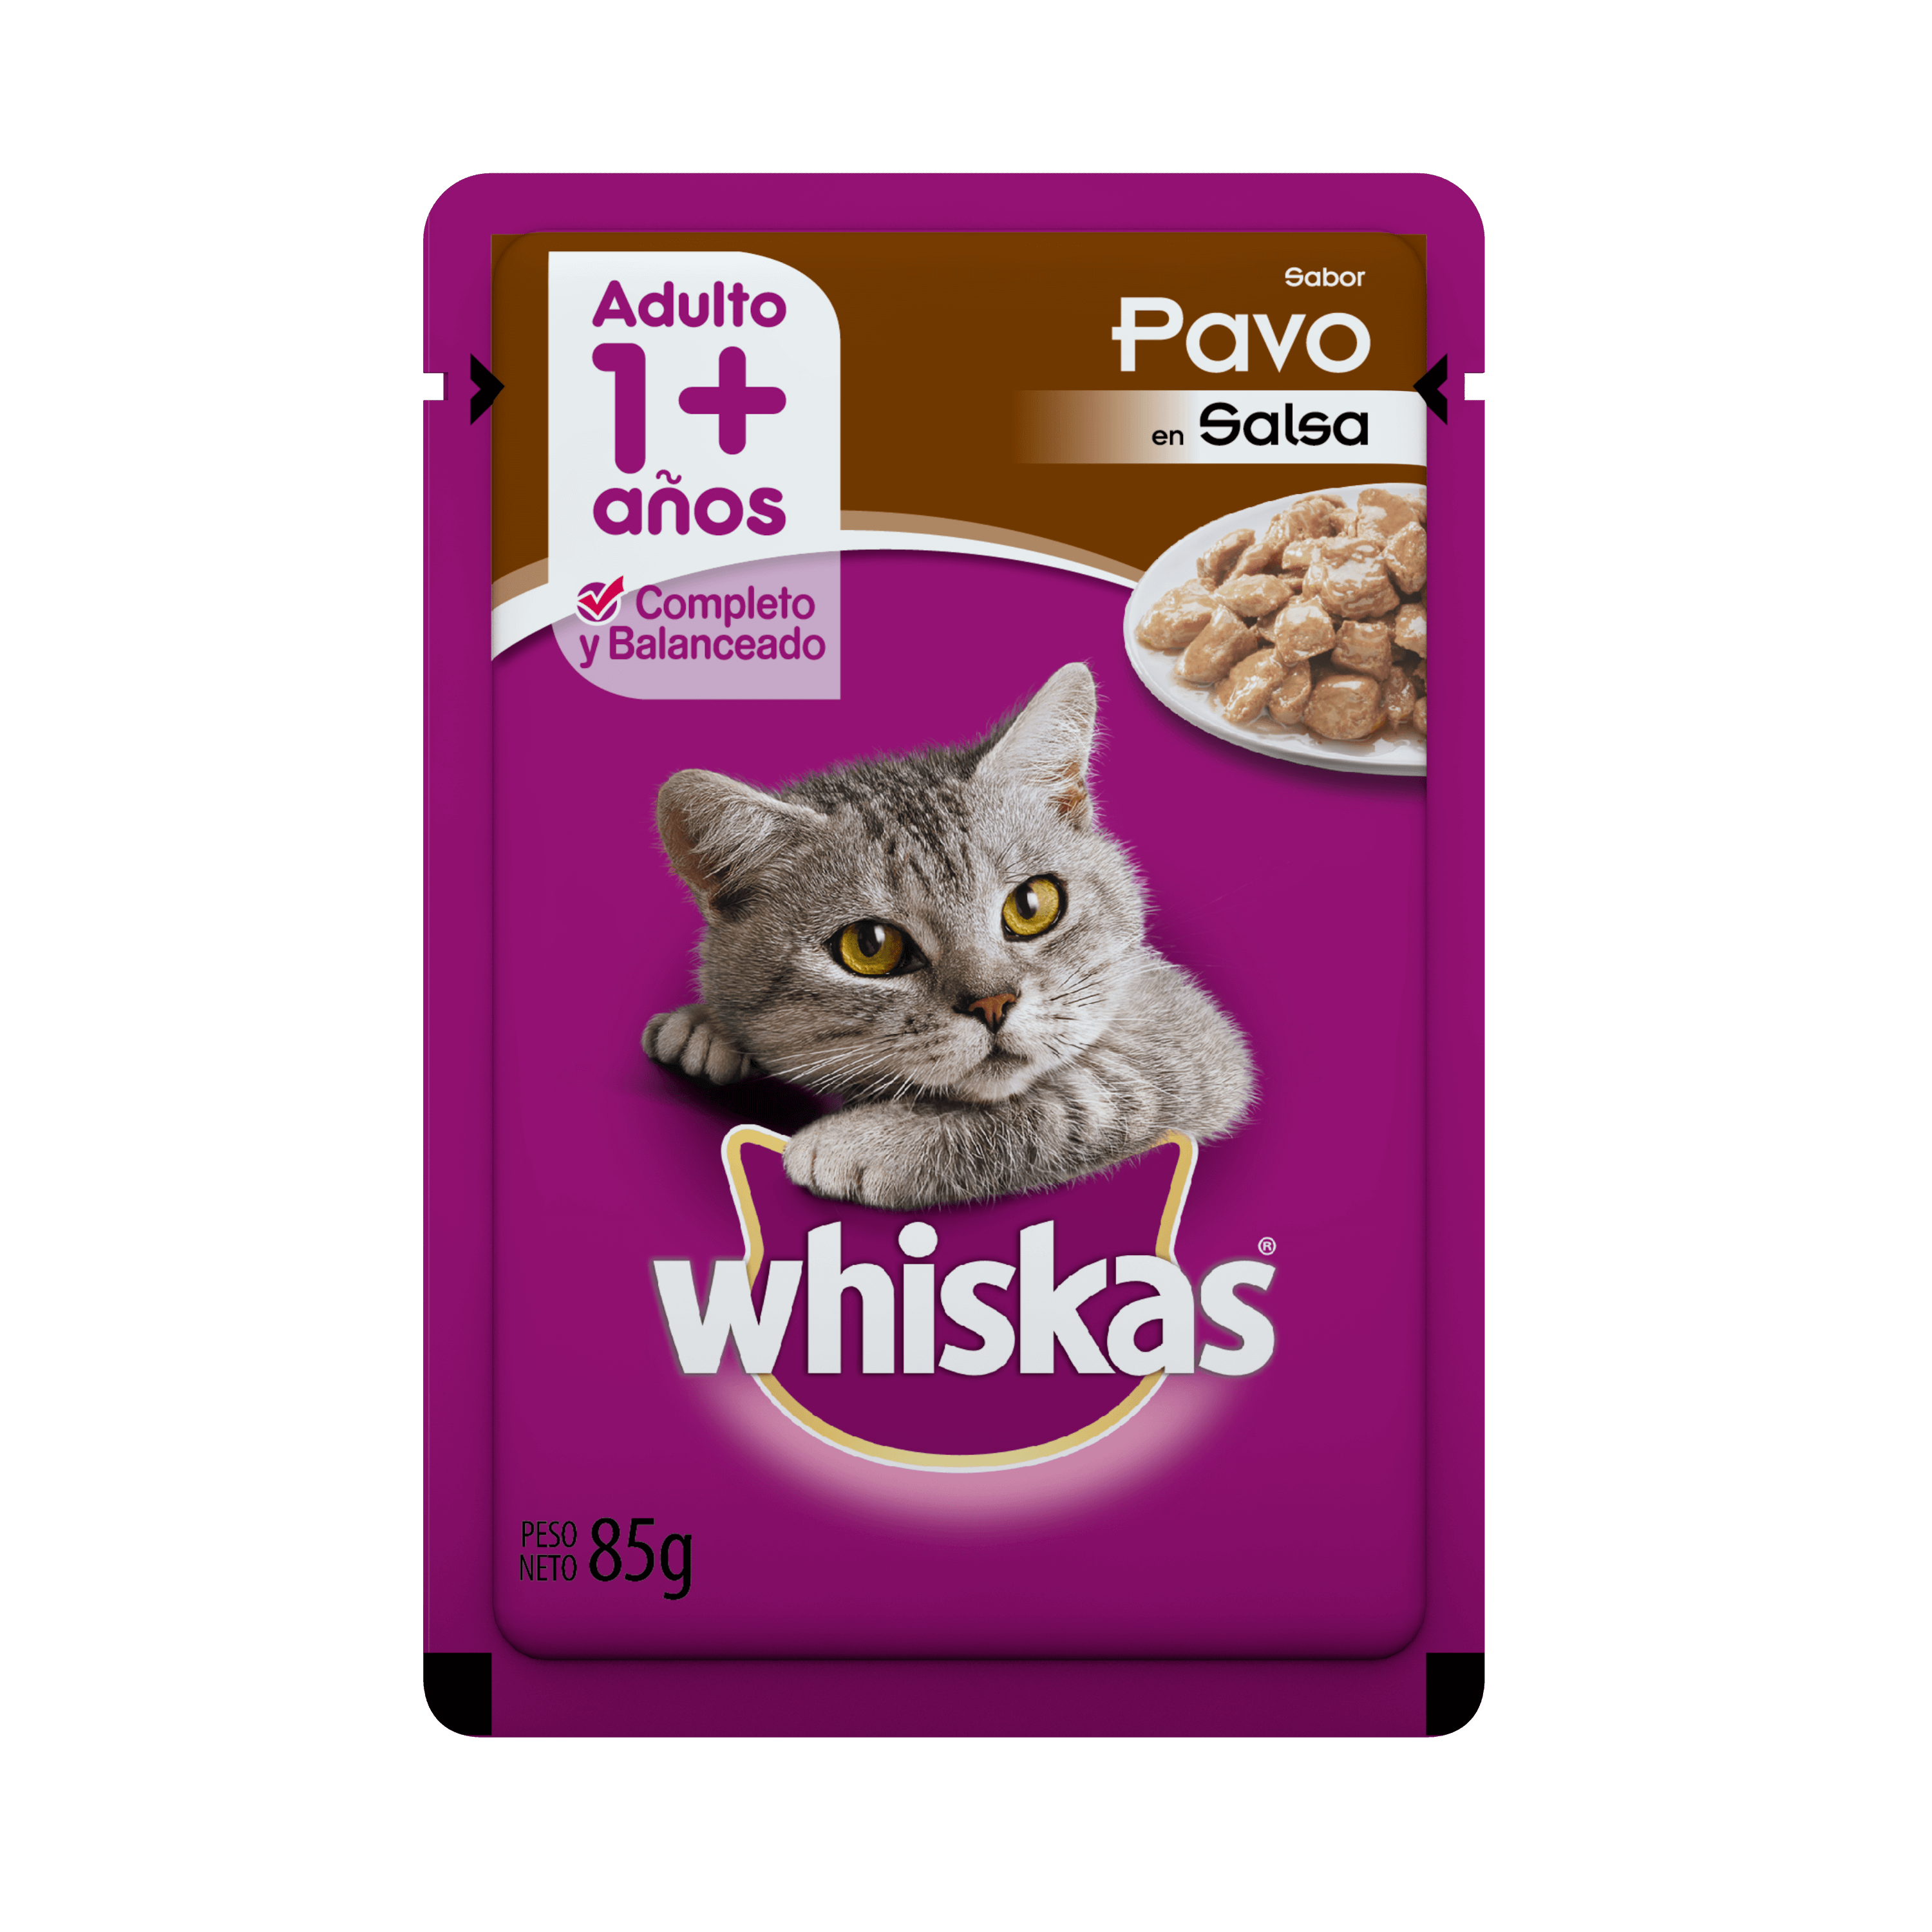 Adulto
1+
años
Completo
y Balanceado
Sabor
Pavo
en Salsa
whiskas®
PESO
NETO 85g